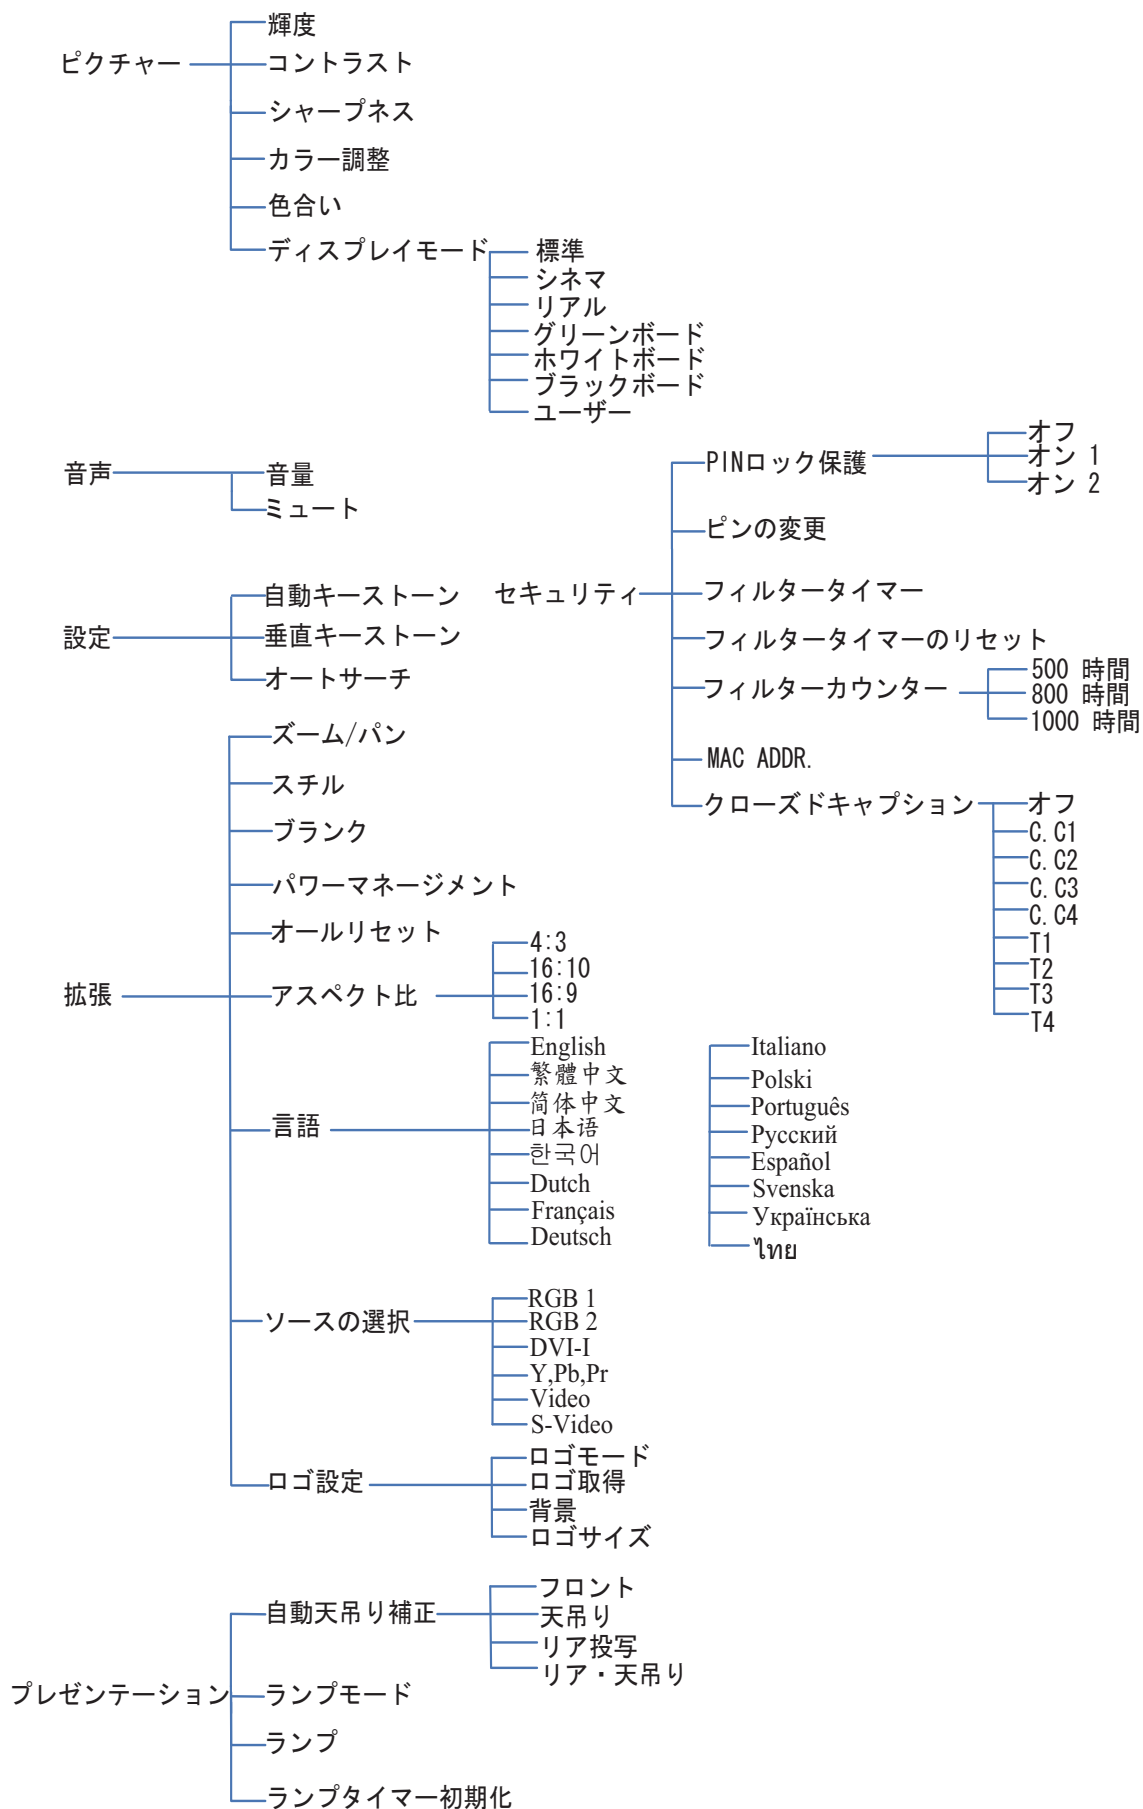 ピクチャー
輝度
コントラスト
シャープネス
カラー調整
色合い
ディスプレイモード
標準
シネマ
リアル
グリーンボード
ホワイトボード
ブラックボード
ユーザー
音声
音量
ミュート
設定
自動キーストーン
垂直キーストーン
オートサーチ
拡張
ズーム/パン
スチル
ブランク
パワーマネージメント
オールリセット
アスペクト比
4:3
16:10
16:9
1:1
言語
English
繁體中文
简体中文
日本语
한국어
Dutch
Français
Deutsch
Italiano
Polski
Português
Русский
Español
Svenska
Українська
ไทย
ソースの選択
RGB 1
RGB 2
DVI-I
Y,Pb,Pr
Video
S-Video
ロゴ設定
ロゴモード
ロゴ取得
背景
ロゴサイズ
プレゼンテーション
自動天吊り補正
フロント
天吊り
リア投写
リア・天吊り
ランプモード
ランプ
ランプタイマー初期化
セキュリティ
PINロック保護
オフ
オン 1
オン 2
ピンの変更
フィルタータイマー
フィルタータイマーのリセット
フィルターカウンター
500 時間
800 時間
1000 時間
MAC ADDR.
クローズドキャプション
オフ
C.C1
C.C2
C.C3
C.C4
T1
T2
T3
T4